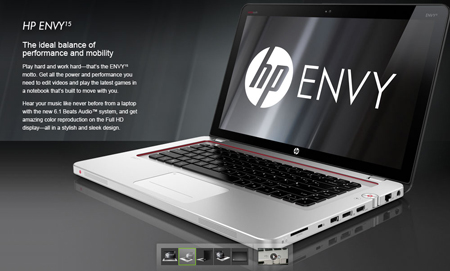 HP ENVY15
The ideal balance of
performance and mobility
Play hard and work hard—that's the ENVY15
motto. Get all the power and performance you
need to edit videos and play the latest games in
a notebook that's built to move with you.
Hear your music like never before from a laptop
with the new 6.1 Beats Audio™ system, and get
amazing color reproduction on the Full HD
display—all in a stylish and sleek design.
hp ENVY